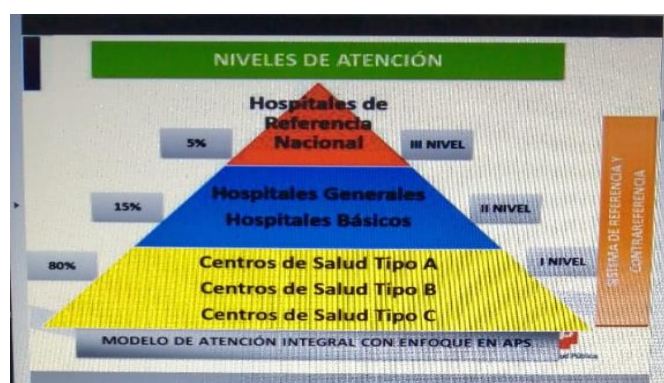 NIVELES DE ATENCIÓN
Hospitales de
Referencia
Nacional
5%
III NIVEL
Hospitales Generales
Hospitales Básicos
15%
II NIVEL
Centros de Salud Tipo A
Centros de Salud Tipo B
Centros de Salud Tipo C
80%
I NIVEL
SISTEMA DE REFERENCIA Y
CONTRAREFERENCIA
MODELO DE ATENCIÓN INTEGRAL CON ENFOQUE EN APS
Pública